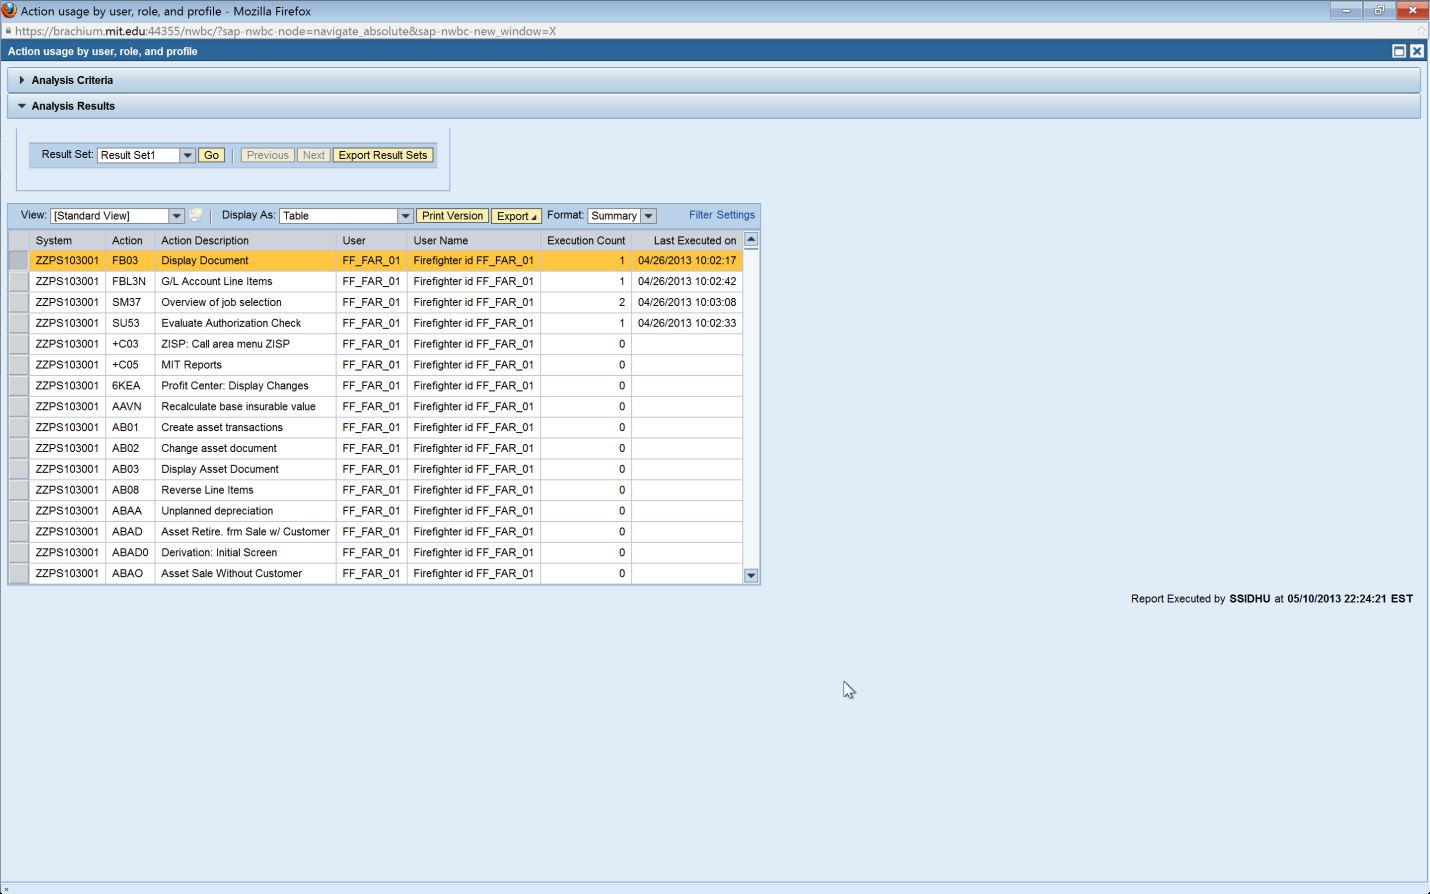 Action usage by user, role, and profile - Mozilla Firefox
https://brachium.mit.edu:44355/nwbc/?sap-nwbc-node=navigate_absolute&sap-nwbc-new_window=X
Action usage by user, role, and profile
Analysis Criteria
Analysis Results
Result Set: Result Set1 Go Previous Next Export Result Sets
View: [Standard View] Display As: Table Print Version Export Format: Summary Filter Settings
System Action Action Description User User Name Execution Count Last Executed on
ZZPS103001 FB03 Display Document FF_FAR_01 Firefighter id FF_FAR_01 1 04/26/2013 10:02:17
ZZPS103001 FBL3N G/L Account Line Items FF_FAR_01 Firefighter id FF_FAR_01 1 04/26/2013 10:02:42
ZZPS103001 SM37 Overview of job selection FF_FAR_01 Firefighter id FF_FAR_01 2 04/26/2013 10:03:08
ZZPS103001 SU53 Evaluate Authorization Check FF_FAR_01 Firefighter id FF_FAR_01 1 04/26/2013 10:02:33
ZZPS103001 +C03 ZISP: Call area menu ZISP FF_FAR_01 Firefighter id FF_FAR_01 0
ZZPS103001 +C05 MIT Reports FF_FAR_01 Firefighter id FF_FAR_01 0
ZZPS103001 6KEA Profit Center: Display Changes FF_FAR_01 Firefighter id FF_FAR_01 0
ZZPS103001 AAVN Recalculate base insurable value FF_FAR_01 Firefighter id FF_FAR_01 0
ZZPS103001 AB01 Create asset transactions FF_FAR_01 Firefighter id FF_FAR_01 0
ZZPS103001 AB02 Change asset document FF_FAR_01 Firefighter id FF_FAR_01 0
ZZPS103001 AB03 Display Asset Document FF_FAR_01 Firefighter id FF_FAR_01 0
ZZPS103001 AB08 Reverse Line Items FF_FAR_01 Firefighter id FF_FAR_01 0
ZZPS103001 ABAA Unplanned depreciation FF_FAR_01 Firefighter id FF_FAR_01 0
ZZPS103001 ABAD Asset Retire. frm Sale w/ Customer FF_FAR_01 Firefighter id FF_FAR_01 0
ZZPS103001 ABAD0 Derivation: Initial Screen FF_FAR_01 Firefighter id FF_FAR_01 0
ZZPS103001 ABAO Asset Sale Without Customer FF_FAR_01 Firefighter id FF_FAR_01 0
Report Executed by SSIDHU at 05/10/2013 22:24:21 EST